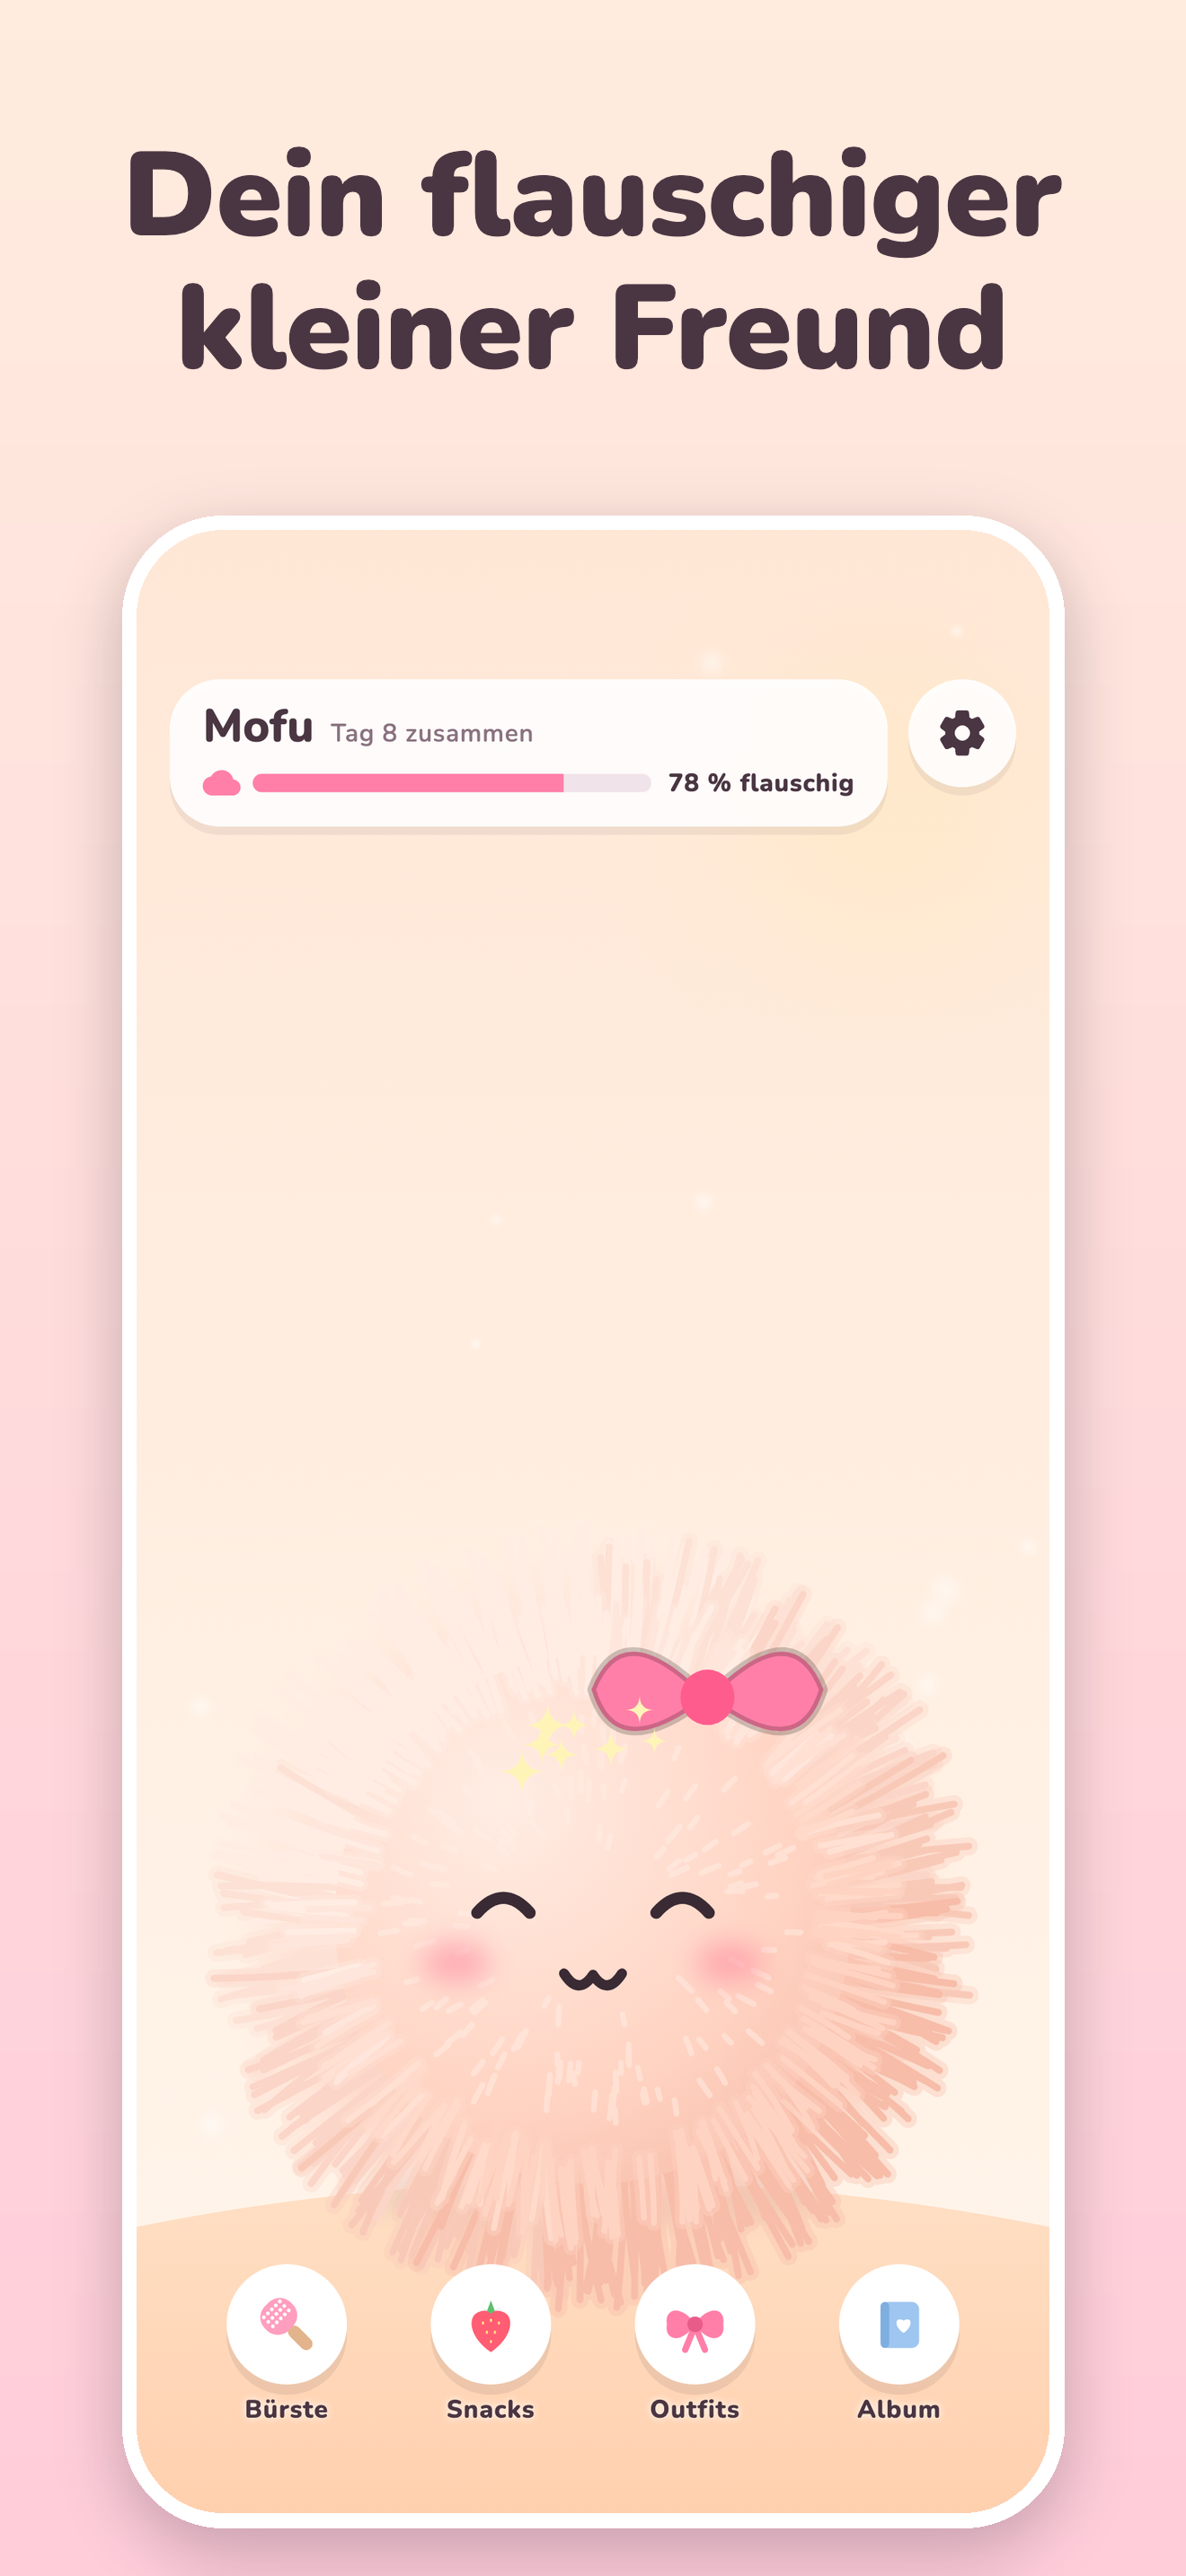 Dein flauschiger
kleiner Freund
Mofu Tag 8 zusammen
78 % flauschig
Bürste Snacks Outfits Album